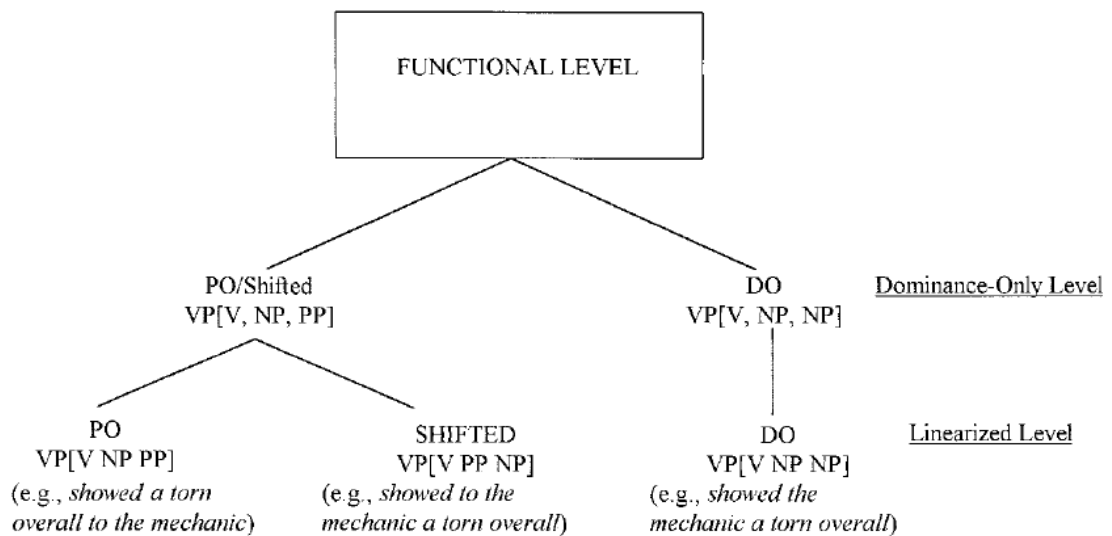 FUNCTIONAL LEVEL
PO/Shifted
VP[V, NP, PP]
DO
VP[V, NP, NP]
Dominance-Only Level
PO
VP[V NP PP]
(e.g., showed a torn
overall to the mechanic)
SHIFTED
VP[V PP NP]
(e.g., showed to the
mechanic a torn overall)
DO
VP[V NP NP]
(e.g., showed the
mechanic a torn overall)
Linearized Level